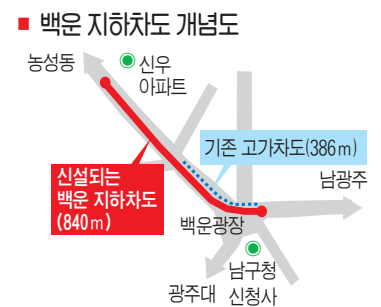 백운 지하차도 개념도
농성동
신우
아파트
기존 고가차도(386m)
신설되는
백운 지하차도
(840m)
남광주
백운광장
남구청
신청사
광주대